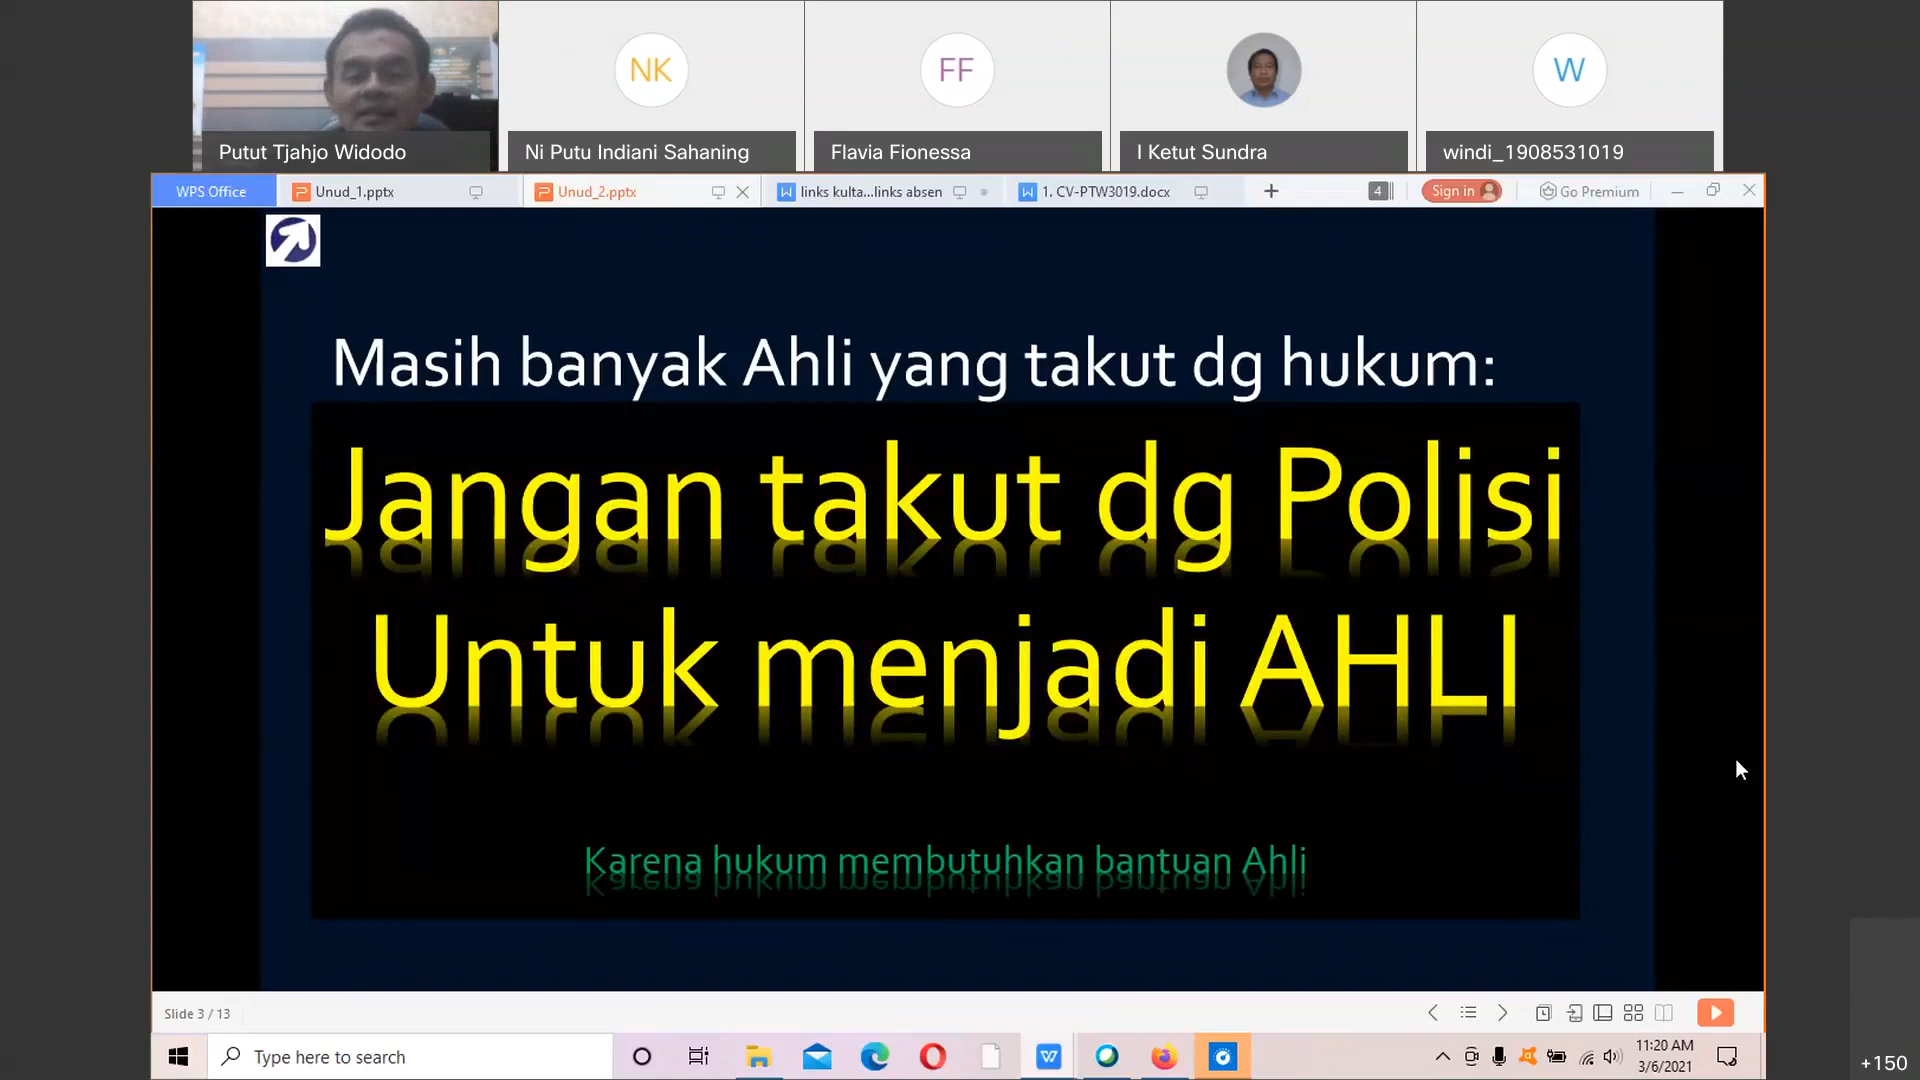 NK
FF
W
Putut Tjahjo Widodo
Ni Putu Indiani Sahaning
Flavia Fionessa
I Ketut Sundra
windi_1908531019
WPS Office
Unud_1.pptx
Unud_2.pptx
links kulta...links absen
1. CV-PTW3019.docx
4
Sign in
Go Premium
Masih banyak Ahli yang takut dg hukum:
Jangan takut dg Polisi
Untuk menjadi AHLI
Karena hukum membutuhkan bantuan Ahli
Slide 3 / 13
Type here to search
11:20 AM
3/6/2021
+150